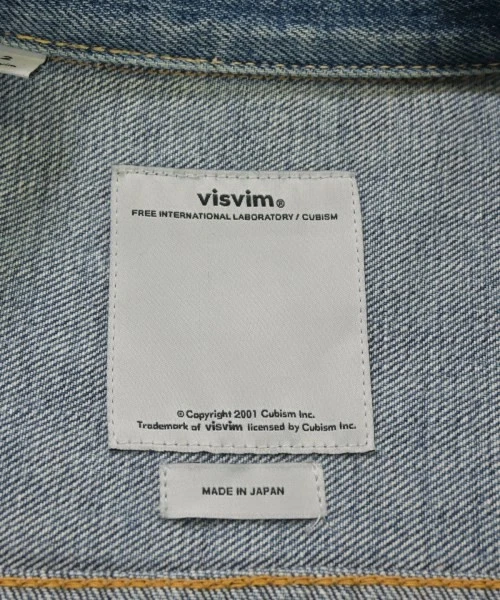 visvim®
FREE INTERNATIONAL LABORATORY / CUBISM
© Copyright 2001 Cubism Inc.
Trademark of visvim licensed by Cubism Inc.
MADE IN JAPAN